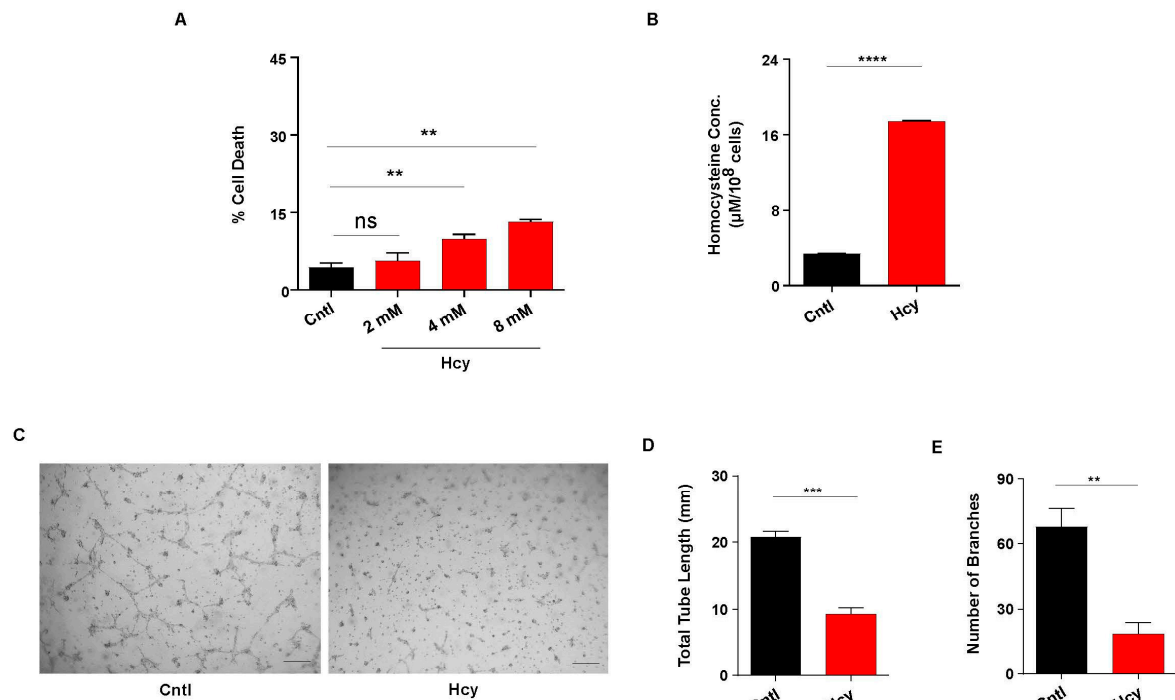 A
45
30
15
0
% Cell Death
**
**
ns
Cntl
2 mM
4 mM
8 mM
Hcy
B
24
16
8
0
Homocysteine Conc.
(µM/10⁸ cells)
****
Cntl
Hcy
C
Cntl
Hcy
D
30
20
10
0
Total Tube Length (mm)
***
Cntl
Hcy
E
90
60
30
0
Number of Branches
**
Cntl
Hcy